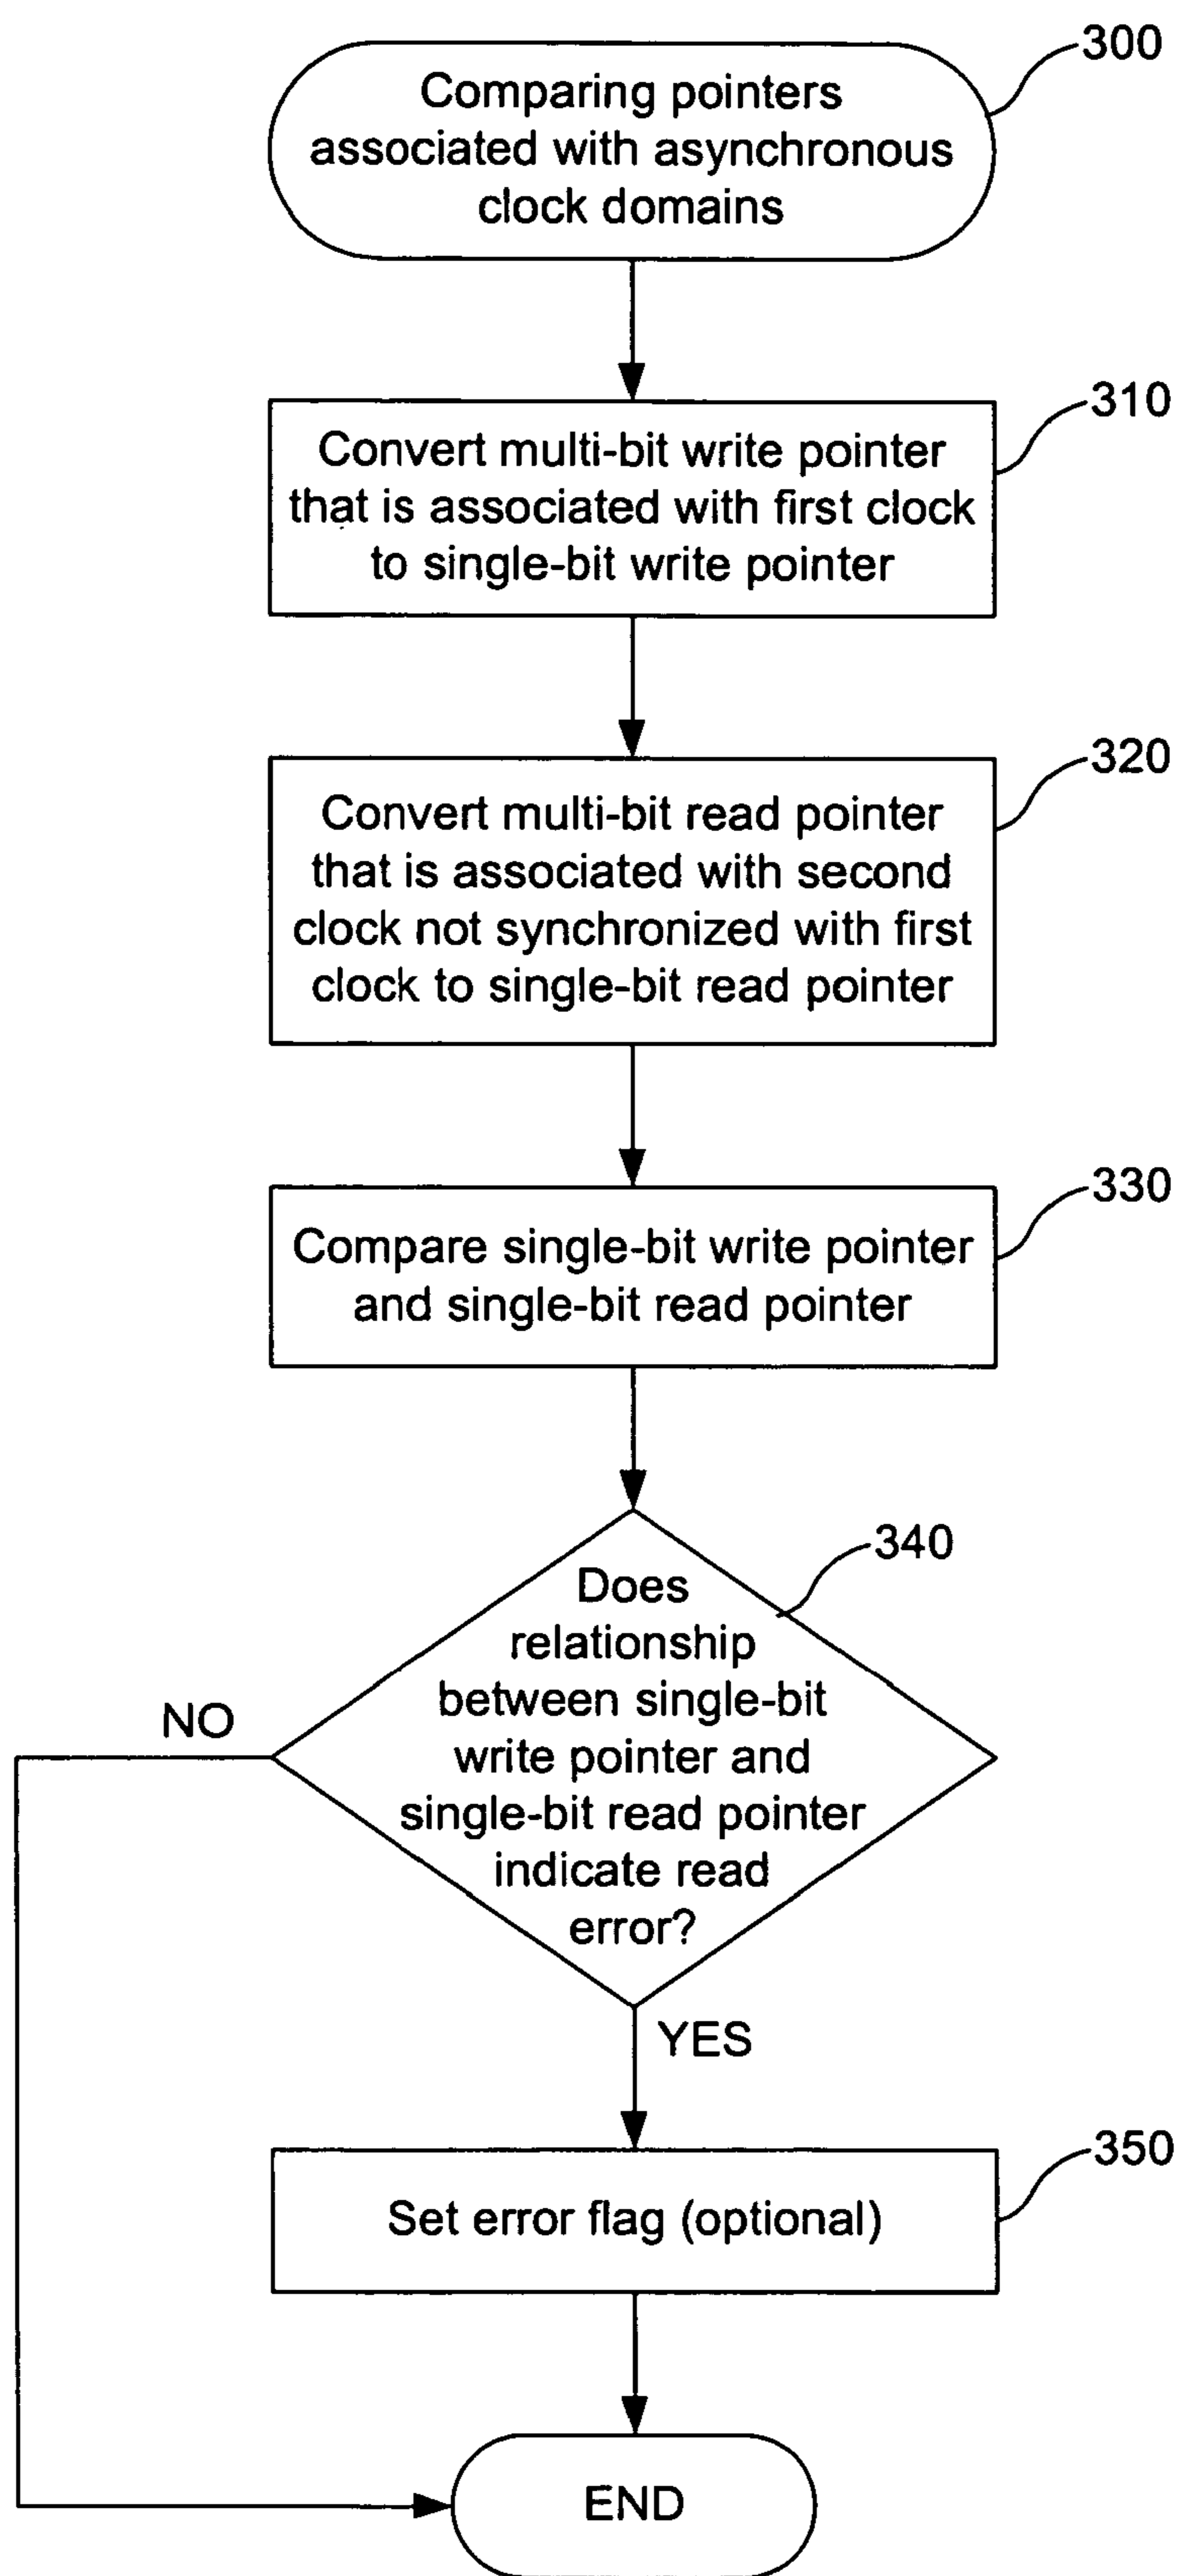 300
Comparing pointers
associated with asynchronous
clock domains
310
Convert multi-bit write pointer
that is associated with first clock
to single-bit write pointer
320
Convert multi-bit read pointer
that is associated with second
clock not synchronized with first
clock to single-bit read pointer
330
Compare single-bit write pointer
and single-bit read pointer
340
Does
relationship
between single-bit
write pointer and
single-bit read pointer
indicate read
error?
NO
YES
350
Set error flag (optional)
END